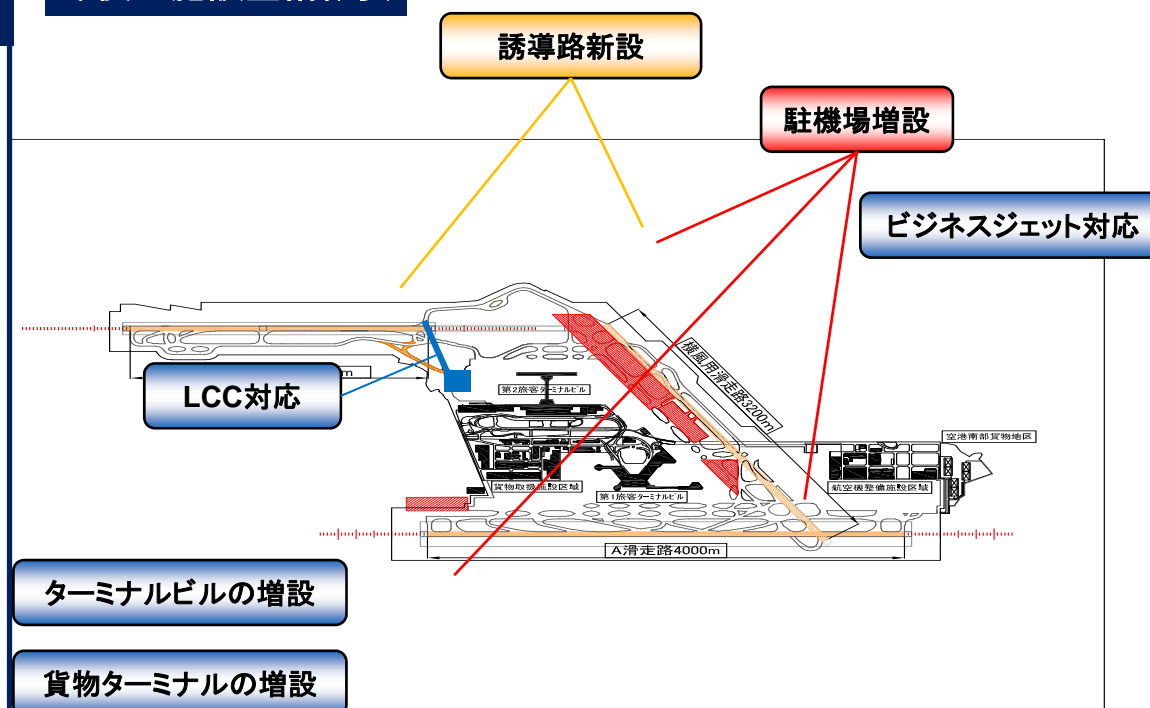 誘導路新設
駐機場増設
ビジネスジェット対応
横風用滑走路3200m
LCC対応
第2旅客ターミナルビル
空港南部貨物地区
貨物取扱施設区域
第1旅客ターミナルビル
航空機整備施設区域
A滑走路4000m
ターミナルビルの増設
貨物ターミナルの増設